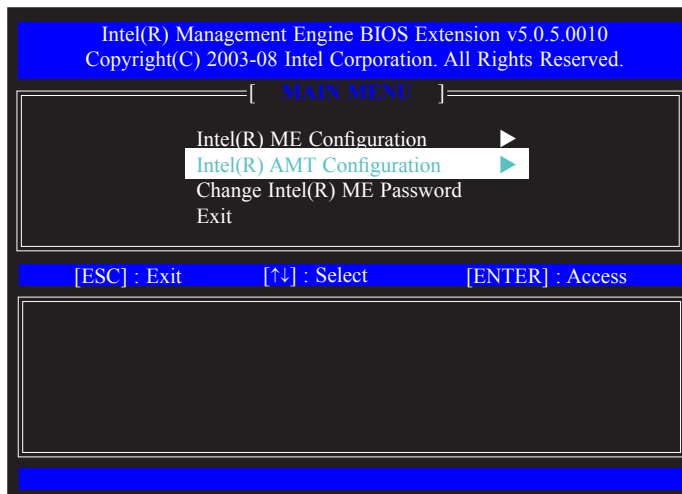 Intel(R) Management Engine BIOS Extension v5.0.5.0010
Copyright(C) 2003-08 Intel Corporation. All Rights Reserved.
[ MAIN MENU ]
Intel(R) ME Configuration ▶
Intel(R) AMT Configuration ▶
Change Intel(R) ME Password
Exit
[ESC] : Exit [↑↓] : Select [ENTER] : Access